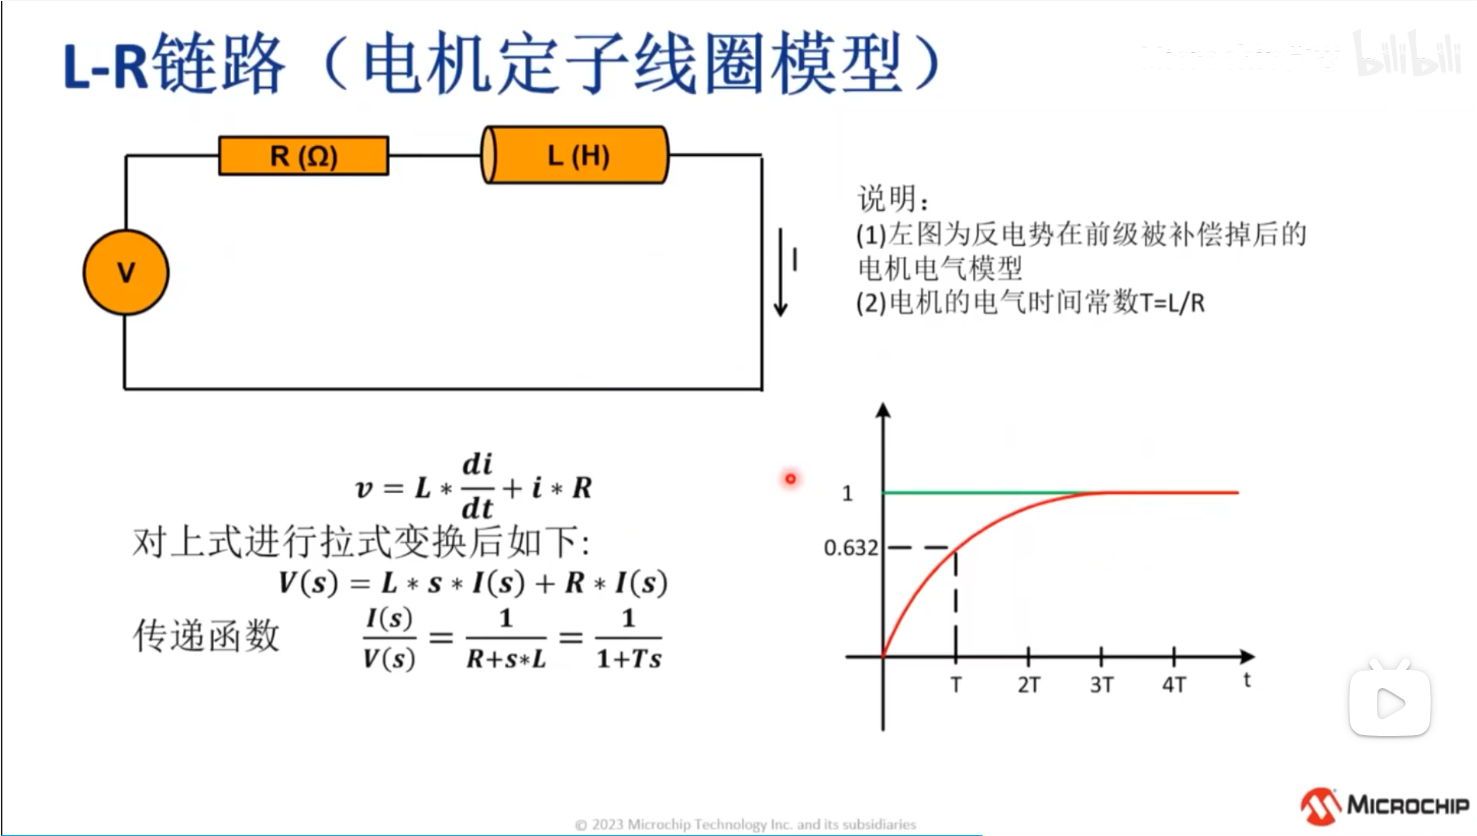 L-R链路（电机定子线圈模型）
bilibili
R (Ω)
L (H)
V
I
说明：
(1)左图为反电势在前级被补偿掉后的
电机电气模型
(2)电机的电气时间常数T=L/R
v = L * di/dt + i * R
对上式进行拉式变换后如下:
V(s) = L * s * I(s) + R * I(s)
传递函数 I(s)/V(s) = 1/(R+s*L) = 1/(1+Ts)
1
0.632
T 2T 3T 4T t
MICROCHIP
© 2023 Microchip Technology Inc. and its subsidiaries